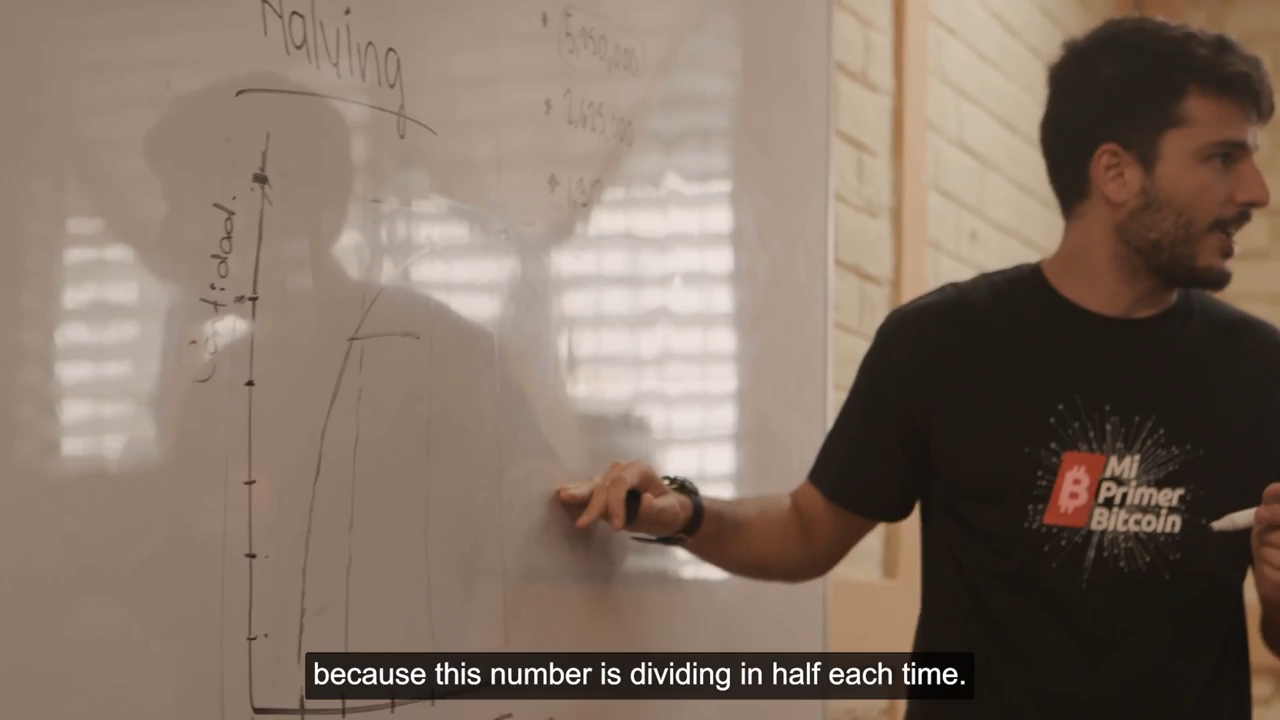 Halving
• 5,250,000
• 2,625,000
Cantidad.
Mi
Primer
Bitcoin
because this number is dividing in half each time.